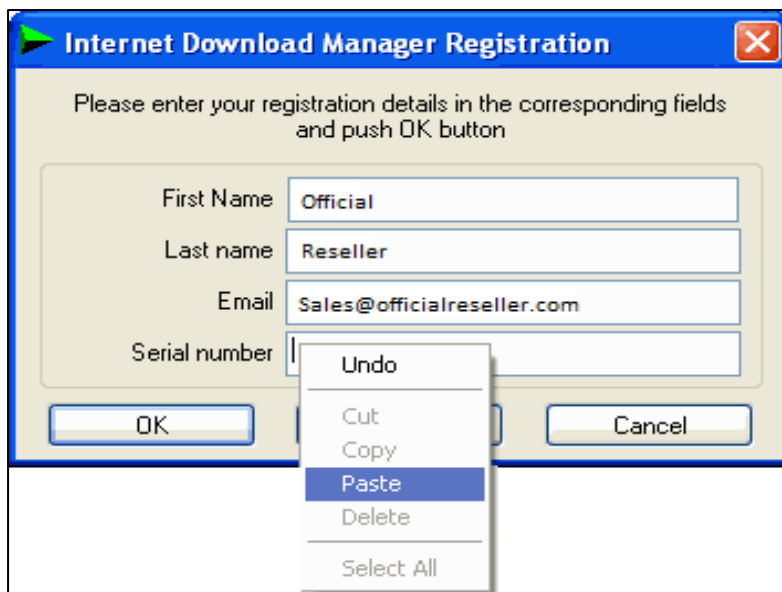 Internet Download Manager Registration
Please enter your registration details in the corresponding fields
and push OK button
First Name Official
Last name Reseller
Email Sales@officialreseller.com
Serial number
Undo
OK
Cut
Cancel
Copy
Paste
Delete
Select All